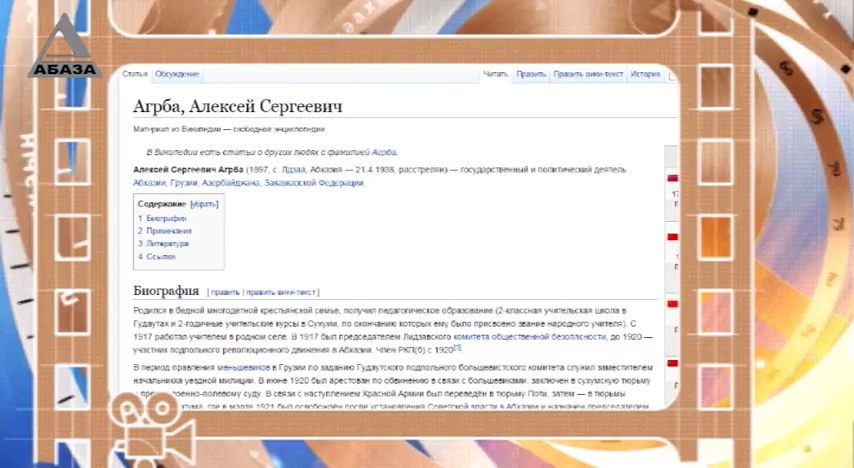 АБАЗА
Статья Обсуждение Читать Править Править вики-текст История
Агрба, Алексей Сергеевич
Материал из Википедии — свободной энциклопедии
В Википедии есть статьи о других людях с фамилией Агрба.
Алексей Сергеевич Агрба (1897, с. Лдзаа, Абхазия — 21.4.1938, расстрелян) — государственный и политический деятель
Абхазии, Грузии, Азербайджана, Закавказской Федерации.
Содержание [убрать]
1 Биография
2 Примечания
3 Литература
4 Ссылки
Биография [ править | править вики-текст ]
Родился в бедной многодетной крестьянской семье, получил педагогическое образование (2-классная учительская школа в
Гудаутах и 2-годичные учительские курсы в Сухуми, по окончанию которых ему было присвоено звание народного учителя). С
1917 работал учителем в родном селе. В 1917 был председателем Лидзавского комитета общественной безопасности, до 1920 —
участник подпольного революционного движения в Абхазии. Член РКП(б) с 1920[1]
В период правления меньшевиков в Грузии по заданию Гудаутского подпольного большевистского комитета служил заместителем
начальника уездной милиции. В июне 1920 был арестован по обвинению в связи с большевиками, заключен в сухумскую тюрьму
военно-полевому суду. В связи с наступлением Красной Армии был переведён в тюрьму Поти, затем — в тюрьмы
где в марте 1921 был освобождён после установления Советской власти в Абхазии и назначен председателем